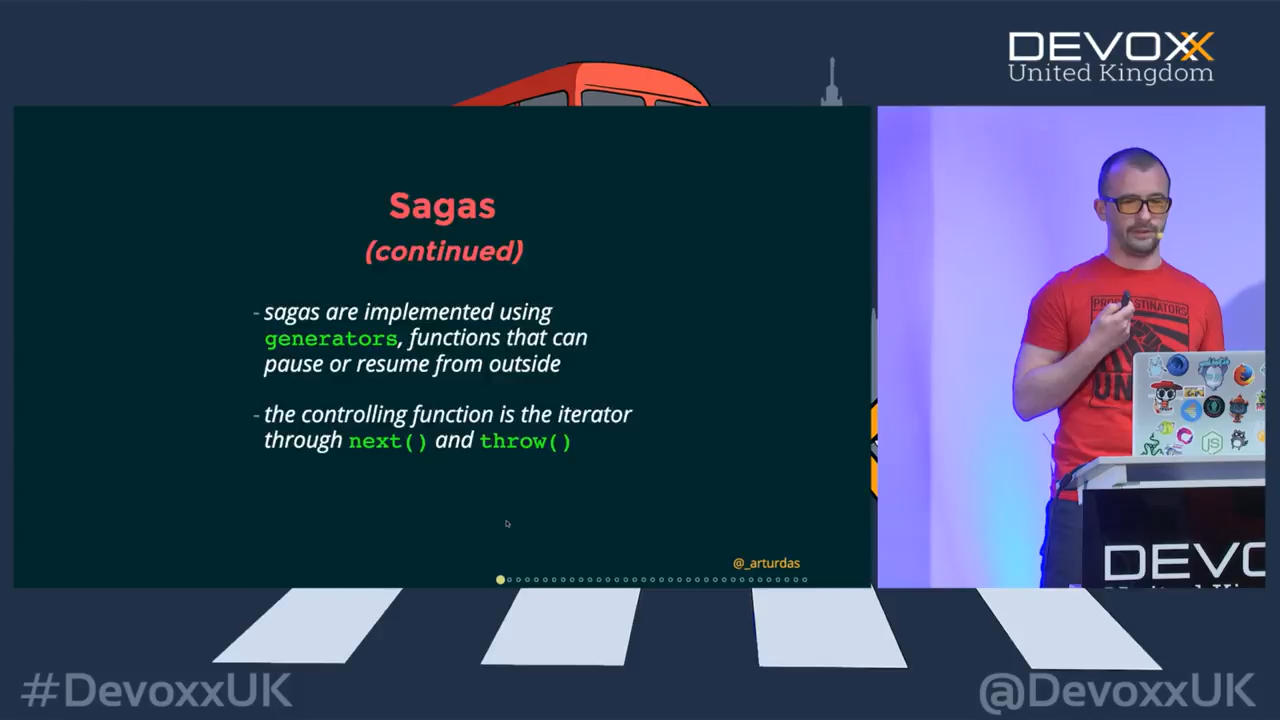 DEVOXX
United Kingdom
Sagas
(continued)
- sagas are implemented using
generators, functions that can
pause or resume from outside
- the controlling function is the iterator
through next() and throw()
@_arturdas
DEVO
#DevoxxUK
@DevoxxUK